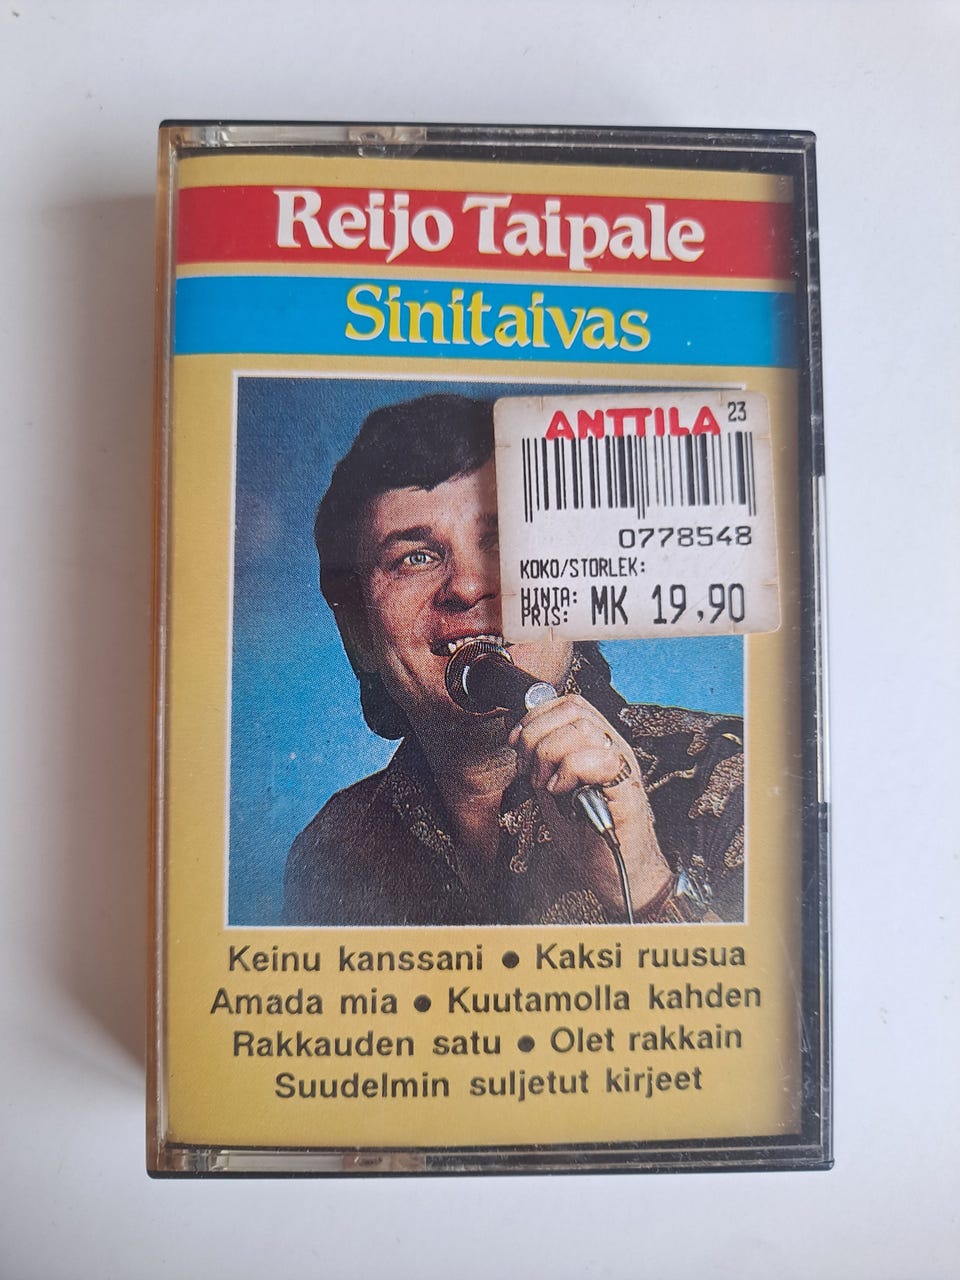 Reijo Taipale
Sinitaivas
ANTTILA 23
0778548
KOKO/STORLEK:
HINTA:
PRIS: MK 19,90
Keinu kanssani • Kaksi ruusua
Amada mia • Kuutamolla kahden
Rakkauden satu • Olet rakkain
Suudelmin suljetut kirjeet